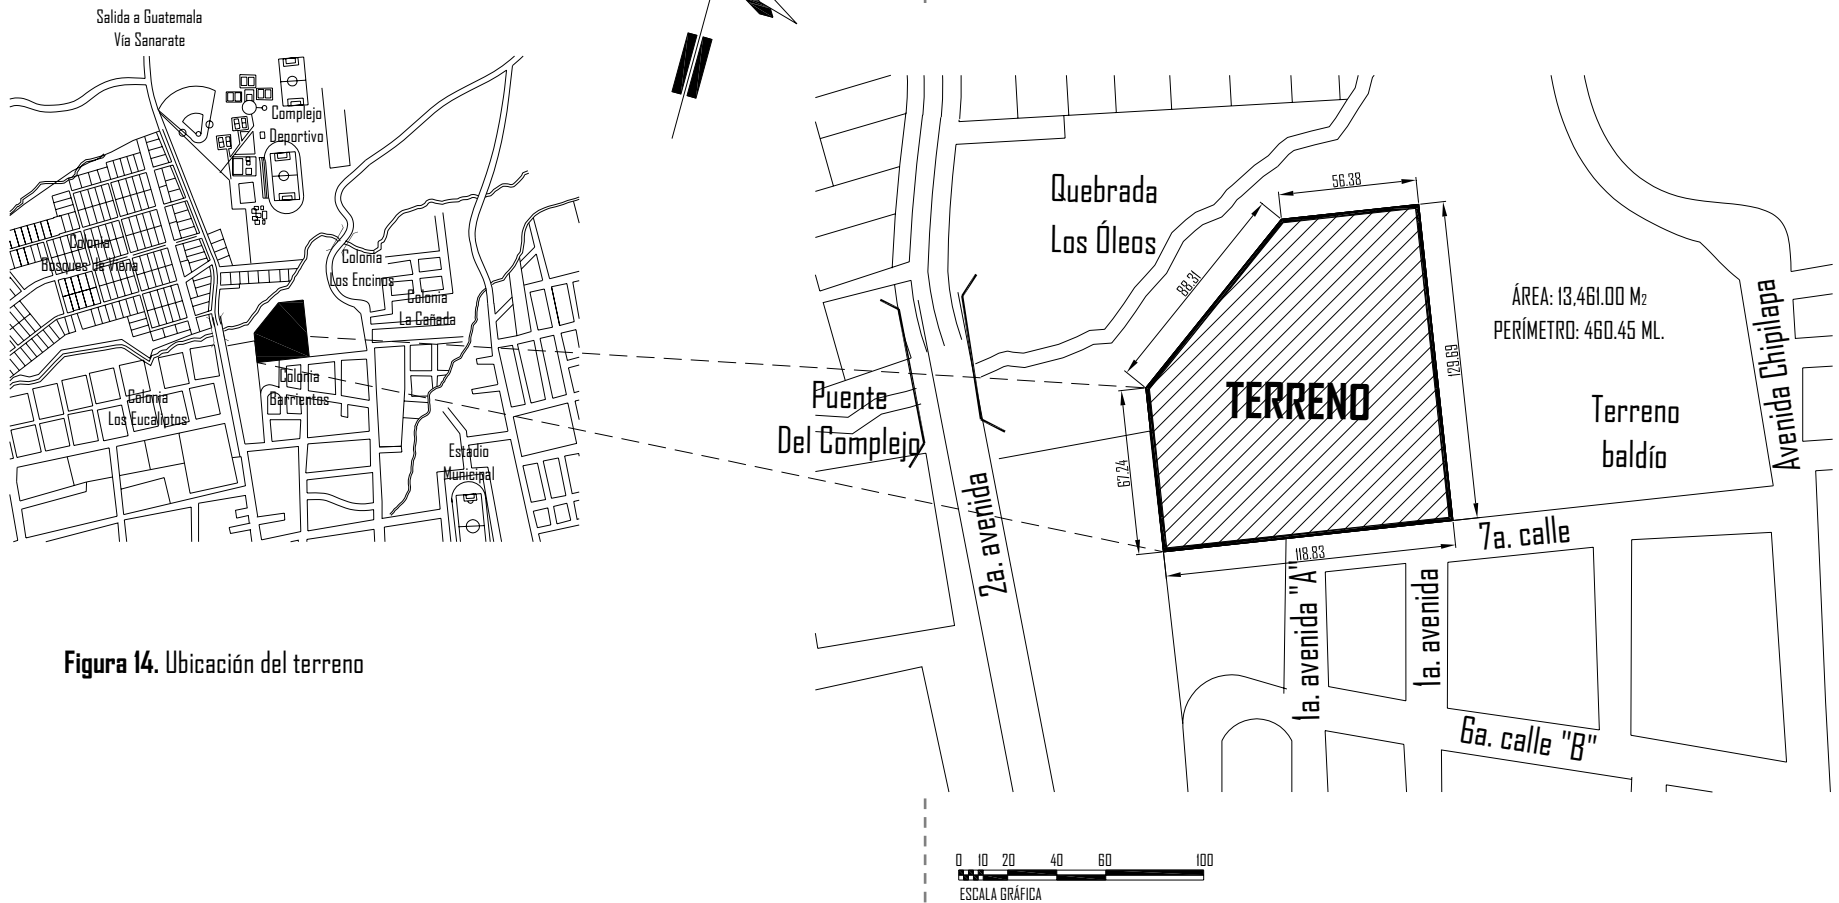 Salida a Guatemala
Vía Sanarate
Complejo
Deportivo
Colonia
Bosques de Viena
Colonia
Los Encinos
Colonia
La Cañada
Colonia
Barrientos
Colonia
Los Eucaliptos
Estadio
Municipal
Figura 14. Ubicación del terreno
Quebrada
Los Óleos
56.38
88.31
129.69
67.24
118.83
TERRENO
ÁREA: 13,461.00 M2
PERÍMETRO: 460.45 ML.
Terreno
baldío
Avenida Chipilapa
Puente
Del Complejo
2a. avenida
7a. calle
1a. avenida "A"
1a. avenida
6a. calle "B"
0 10 20 40 60 100
ESCALA GRÁFICA